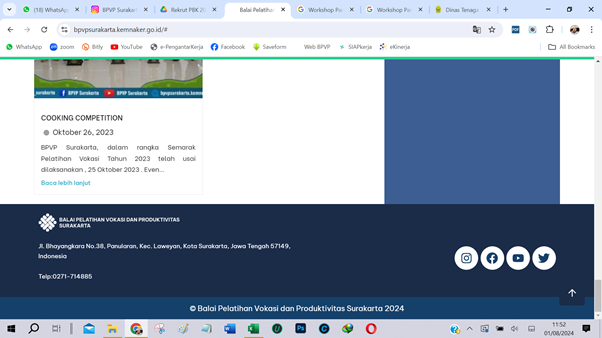 (18) WhatsApp
BPVP Surakart
Rekrut PBK 20
Balai Pelatihan
Workshop Pa
Workshop Pa
Dinas Tenaga
bpvpsurakarta.kemnaker.go.id/#
WhatsApp
zoom
Bitly
YouTube
e-PengantarKerja
Facebook
Saveform
Web BPVP
SIAPkerja
eKinerja
All Bookmarks
surakarta
BPVP Surakarta
BPVP Surakarta
bpvpsurakarta
COOKING COMPETITION
Oktober 26, 2023
BPVP Surakarta, dalam rangka Semarak
Pelatihan Vokasi Tahun 2023 telah usai
dilaksanakan , 25 Oktober 2023 . Even...
Baca lebih lanjut
BALAI PELATIHAN VOKASI DAN PRODUKTIVITAS
SURAKARTA
Jl. Bhayangkara No.38, Panularan, Kec. Laweyan, Kota Surakarta, Jawa Tengah 57149,
Indonesia
Telp:0271-714885
© Balai Pelatihan Vokasi dan Produktivitas Surakarta 2024
11:52
01/08/2024